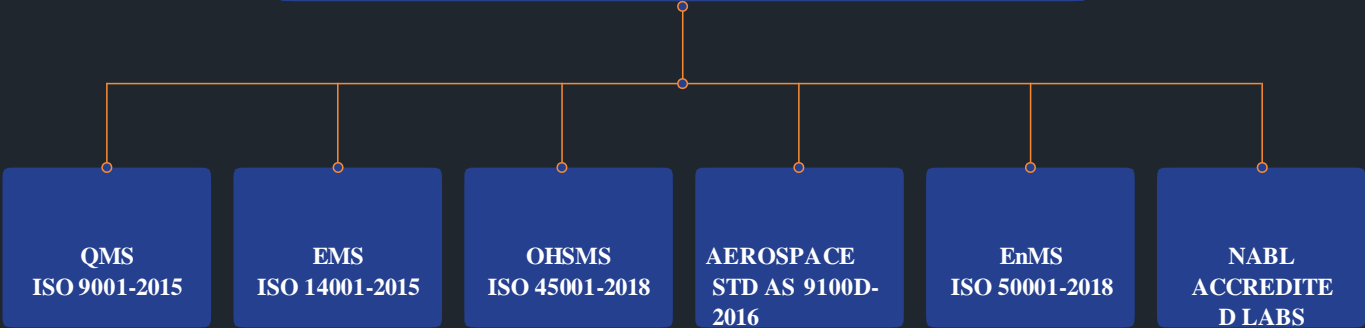 QMS
ISO 9001-2015
EMS
ISO 14001-2015
OHSMS
ISO 45001-2018
AEROSPACE
STD AS 9100D-
2016
EnMS
ISO 50001-2018
NABL
ACCREDITE
D LABS